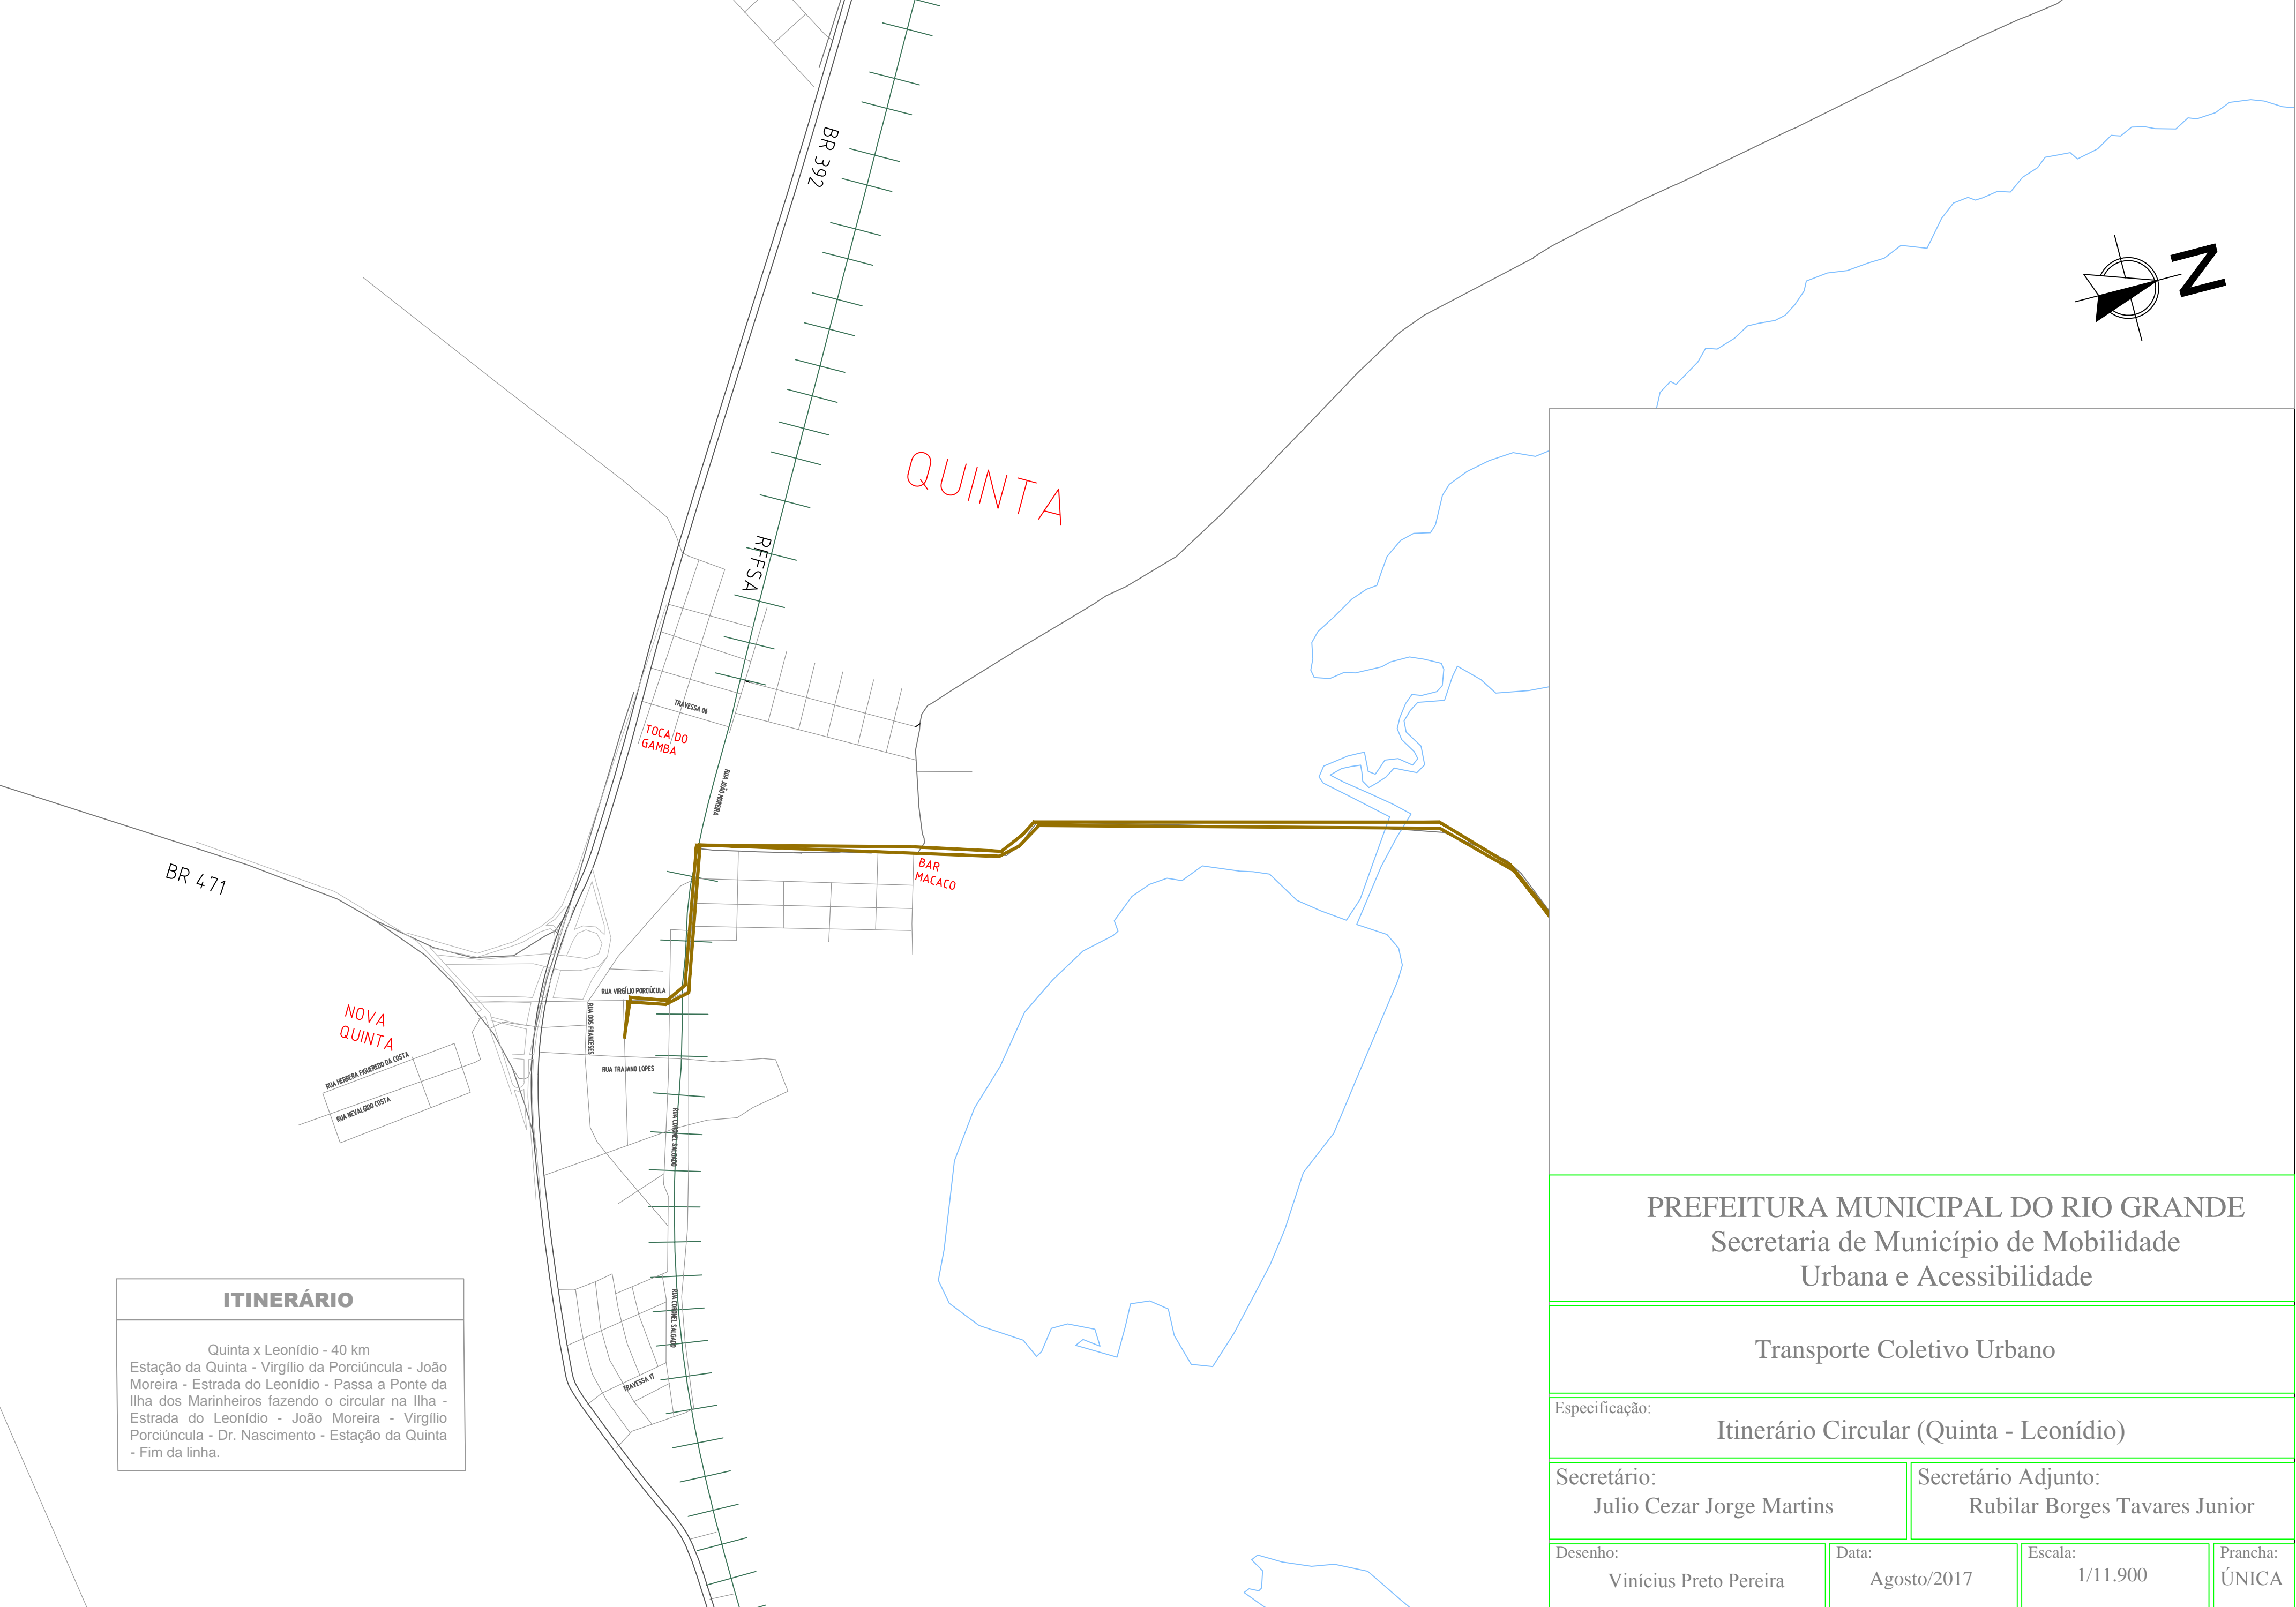 BR 392
N
QUINTA
RFFSA
TRAVESSA 06
TOCA DO
GAMBA
RUA JOÃO MOREIRA
BAR
MACACO
BR 471
RUA VIRGÍLIO PORCIÚCULA
RUA DOS FRANCESES
NOVA
QUINTA
RUA HERRERA FIGUEREDO DA COSTA
RUA NEVALGIDO COSTA
RUA TRAJANO LOPES
RUA CORONEL SALGADO
RUA CORONEL SALGADO
TRAVESSA 17
ITINERÁRIO
Quinta x Leonídio - 40 km
Estação da Quinta - Virgílio da Porciúncula - João
Moreira - Estrada do Leonídio - Passa a Ponte da
Ilha dos Marinheiros fazendo o circular na Ilha -
Estrada do Leonídio - João Moreira - Virgílio
Porciúncula - Dr. Nascimento - Estação da Quinta
- Fim da linha.
PREFEITURA MUNICIPAL DO RIO GRANDE
Secretaria de Município de Mobilidade
Urbana e Acessibilidade
Transporte Coletivo Urbano
Especificação:
Itinerário Circular (Quinta - Leonídio)
Secretário:
Julio Cezar Jorge Martins
Secretário Adjunto:
Rubilar Borges Tavares Junior
Desenho:
Vinícius Preto Pereira
Data:
Agosto/2017
Escala:
1/11.900
Prancha:
ÚNICA